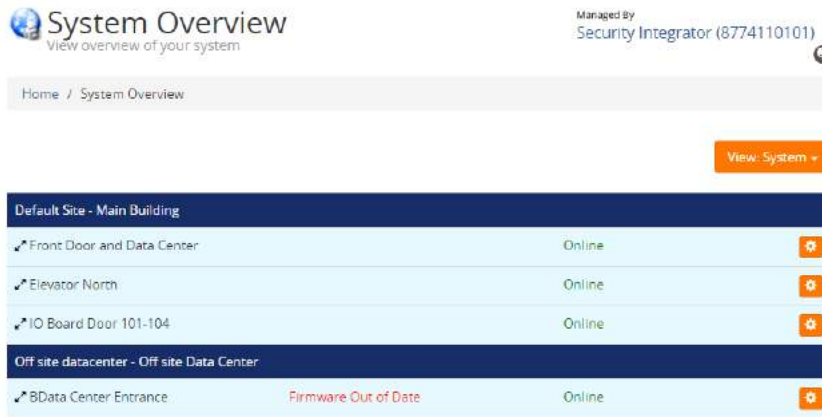 System Overview
View overview of your system
Managed By
Security Integrator (8774110101)
Home / System Overview
View: System
Default Site - Main Building
Front Door and Data Center
Online
Elevator North
Online
IO Board Door 101-104
Online
Off site datacenter - Off site Data Center
BData Center Entrance
Firmware Out of Date
Online